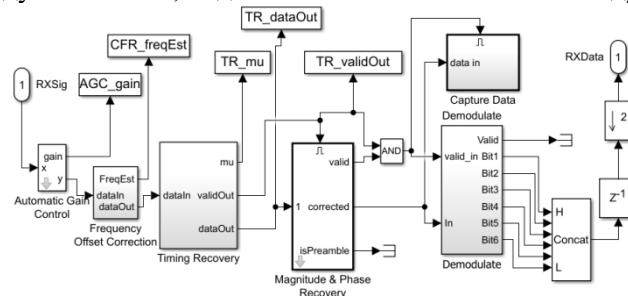 TR_dataOut
CFR_freqEst
TR_mu
TR_validOut
RXData
1
1
RXSig
AGC_gain
data in
Capture Data
Demodulate
2
gain
x
y
Automatic Gain
Control
FreqEst
dataIn
dataOut
Frequency
Offset Correction
mu
dataIn
validOut
dataOut
Timing Recovery
valid
1
corrected
isPreamble
Magnitude & Phase
Recovery
AND
Valid
valid_in
Bit1
Bit2
Bit3
Bit4
In
Bit5
Bit6
Demodulate
H
Concat
L
Z-1